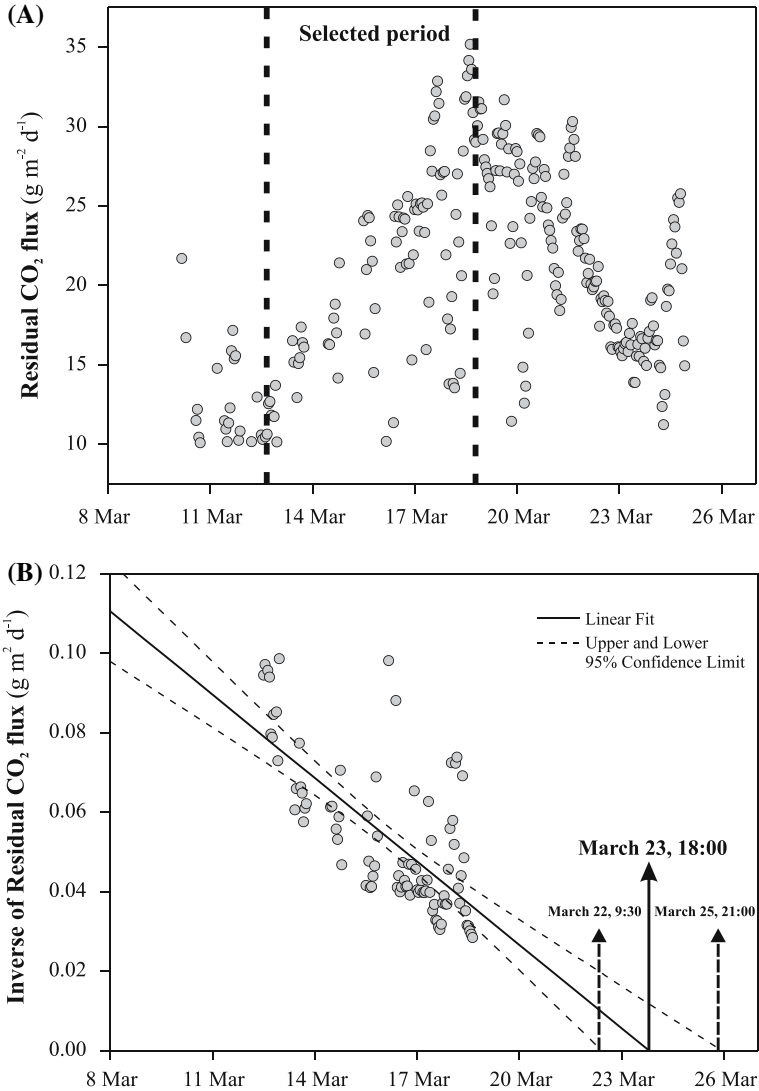 (A)
Selected period
Residual CO₂ flux (g m⁻² d⁻¹)
35
30
25
20
15
10
8 Mar 11 Mar 14 Mar 17 Mar 20 Mar 23 Mar 26 Mar
(B)
Inverse of Residual CO₂ flux (g m² d⁻¹)
0.12
0.10
0.08
0.06
0.04
0.02
0.00
Linear Fit
Upper and Lower
95% Confidence Limit
March 23, 18:00
March 22, 9:30 March 25, 21:00
8 Mar 11 Mar 14 Mar 17 Mar 20 Mar 23 Mar 26 Mar